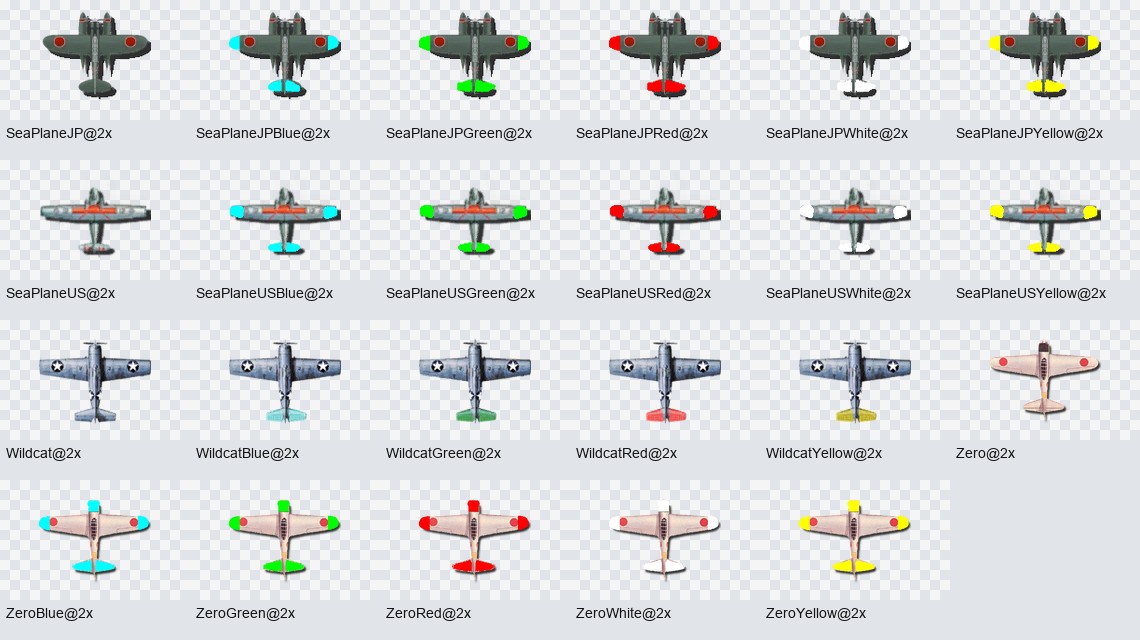 SeaPlaneJP@2x SeaPlaneJPBlue@2x SeaPlaneJPGreen@2x SeaPlaneJPRed@2x SeaPlaneJPWhite@2x SeaPlaneJPYellow@2x
SeaPlaneUS@2x SeaPlaneUSBlue@2x SeaPlaneUSGreen@2x SeaPlaneUSRed@2x SeaPlaneUSWhite@2x SeaPlaneUSYellow@2x
Wildcat@2x WildcatBlue@2x WildcatGreen@2x WildcatRed@2x WildcatYellow@2x Zero@2x
ZeroBlue@2x ZeroGreen@2x ZeroRed@2x ZeroWhite@2x ZeroYellow@2x